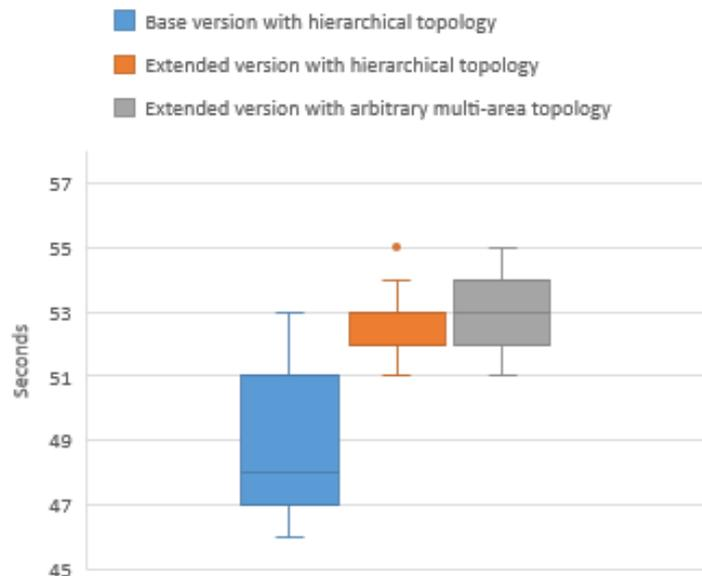 Base version with hierarchical topology
Extended version with hierarchical topology
Extended version with arbitrary multi-area topology
57
55
53
51
49
47
45
Seconds